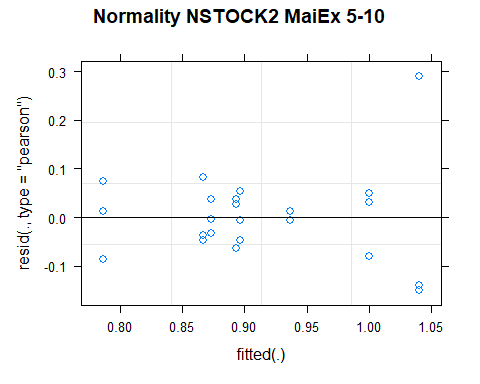 Normality NSTOCK2 MaiEx 5-10
resid(., type = "pearson")
0.3
0.2
0.1
0.0
-0.1
0.80 0.85 0.90 0.95 1.00 1.05
fitted(.)